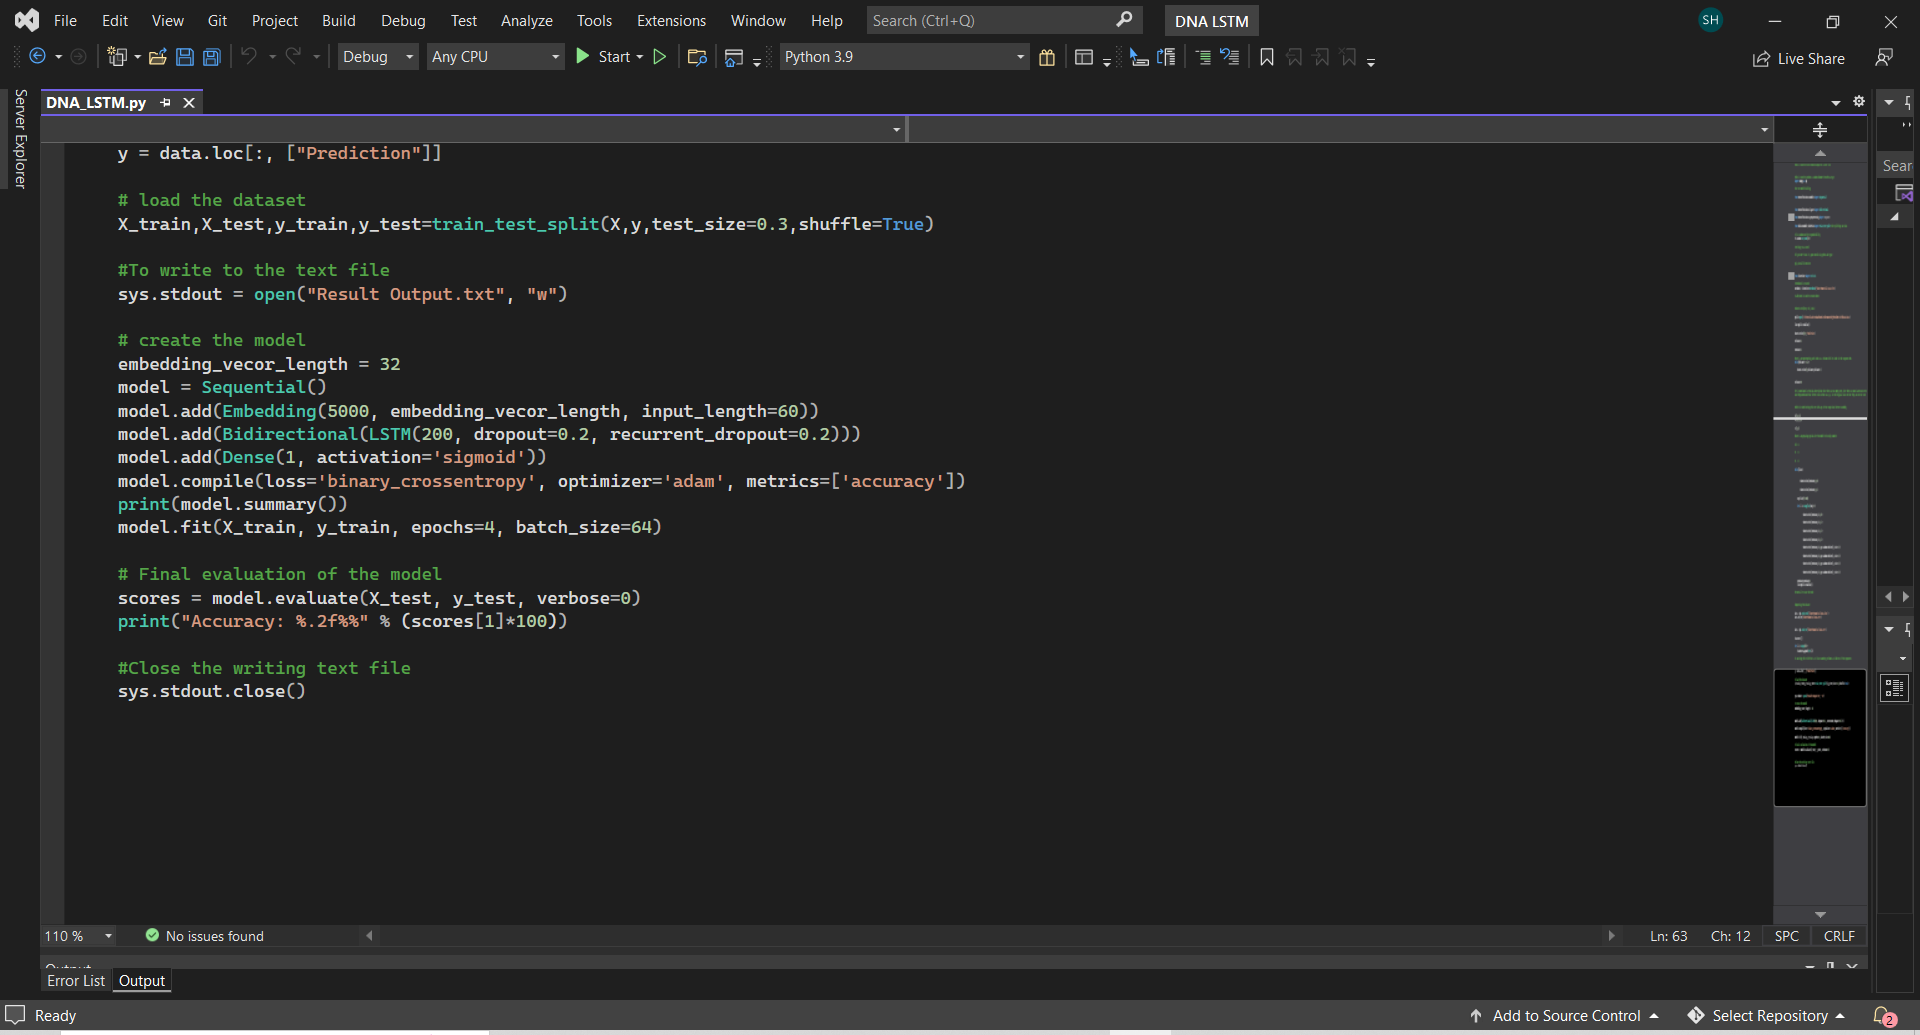 File Edit View Git Project Build Debug Test Analyze Tools Extensions Window Help Search (Ctrl+Q) DNA LSTM SH
Debug Any CPU Start Python 3.9 Live Share
Server Explorer
DNA_LSTM.py
y = data.loc[:, ["Prediction"]]
# load the dataset
X_train,X_test,y_train,y_test=train_test_split(X,y,test_size=0.3,shuffle=True)
#To write to the text file
sys.stdout = open("Result Output.txt", "w")
# create the model
embedding_vecor_length = 32
model = Sequential()
model.add(Embedding(5000, embedding_vecor_length, input_length=60))
model.add(Bidirectional(LSTM(200, dropout=0.2, recurrent_dropout=0.2)))
model.add(Dense(1, activation='sigmoid'))
model.compile(loss='binary_crossentropy', optimizer='adam', metrics=['accuracy'])
print(model.summary())
model.fit(X_train, y_train, epochs=4, batch_size=64)
# Final evaluation of the model
scores = model.evaluate(X_test, y_test, verbose=0)
print("Accuracy: %.2f%%" % (scores[1]*100))
#Close the writing text file
sys.stdout.close()
Sear
110 % No issues found Ln: 63 Ch: 12 SPC CRLF
Output
Error List Output
Ready Add to Source Control Select Repository 2